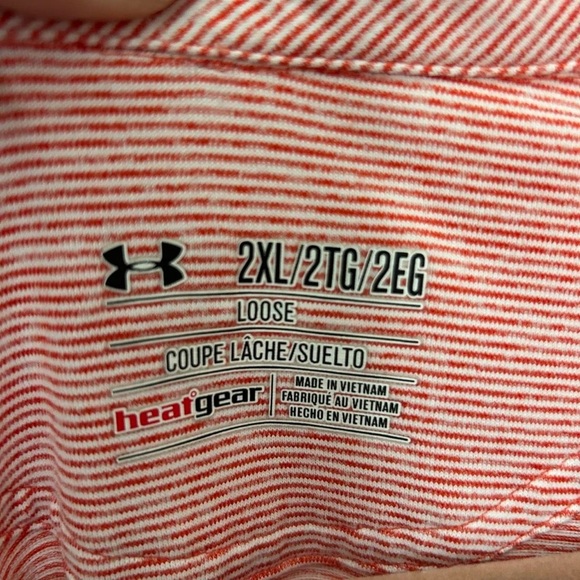 2XL/2TG/2EG
LOOSE
COUPE LÂCHE/SUELTO
heatgear
MADE IN VIETNAM
FABRIQUÉ AU VIETNAM
HECHO EN VIETNAM